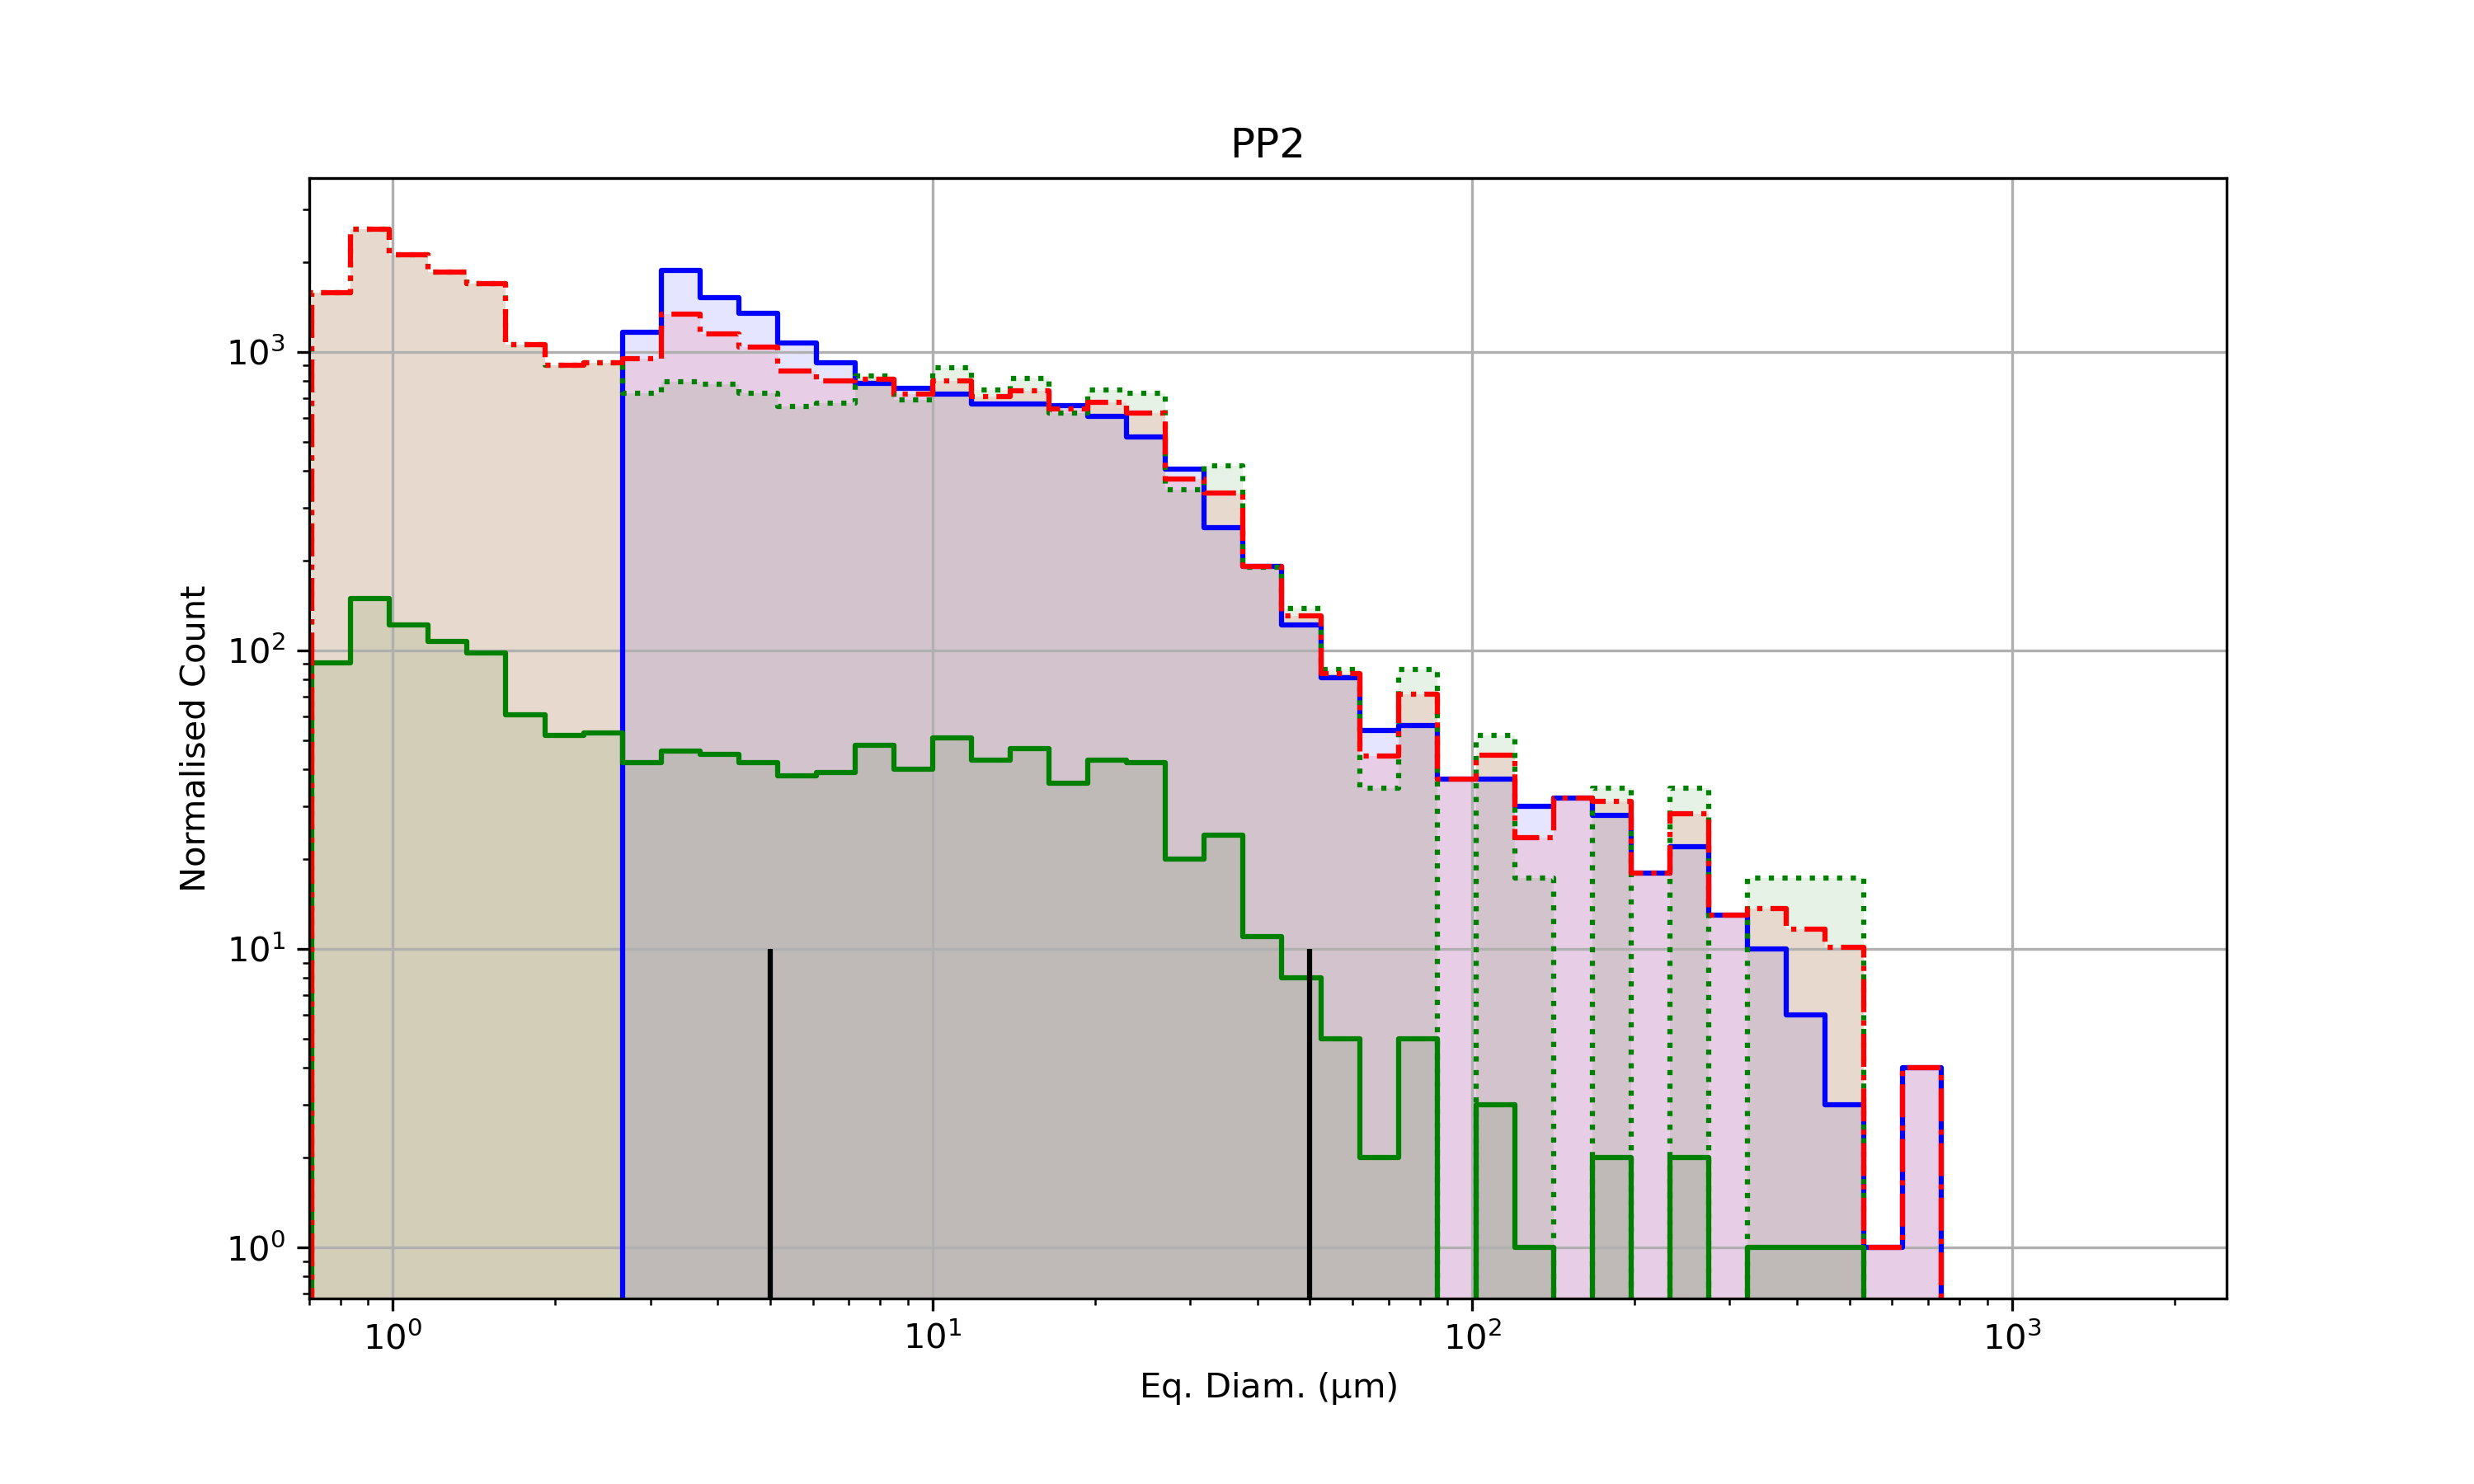 PP2
Normalised Count
10³
10²
10¹
10⁰
10⁰ 10¹ 10² 10³
Eq. Diam. (μm)